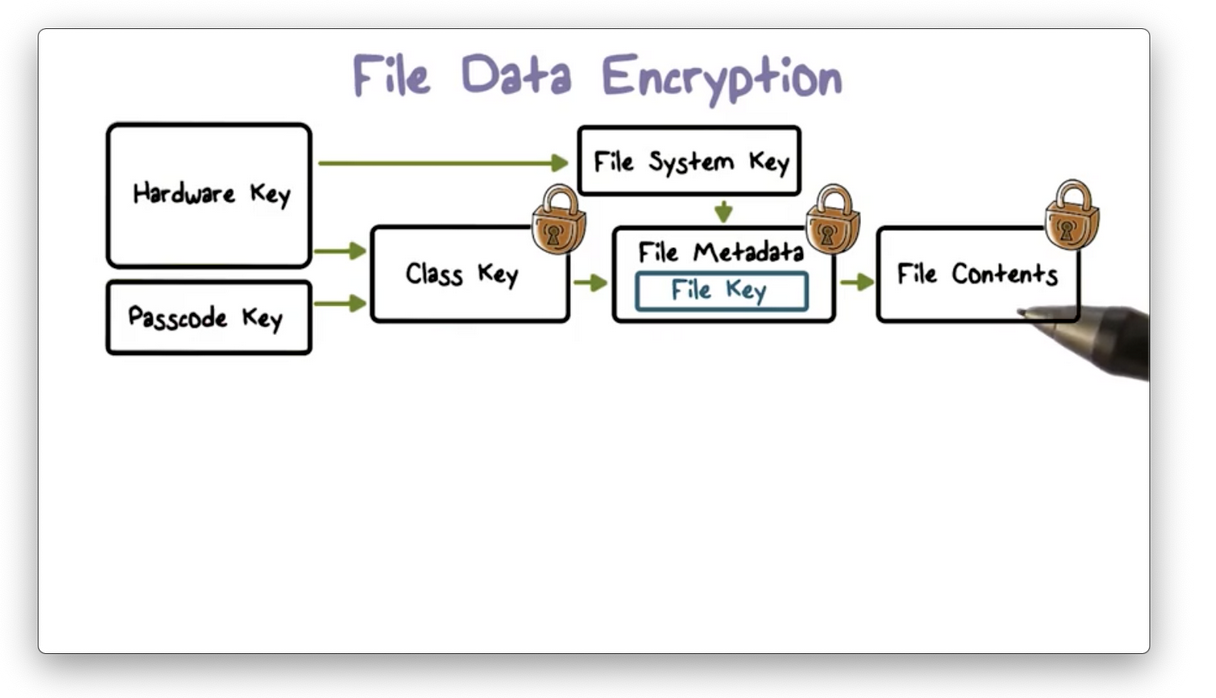 File Data Encryption
Hardware Key
File System Key
Passcode Key
Class Key
File Metadata
File Key
File Contents